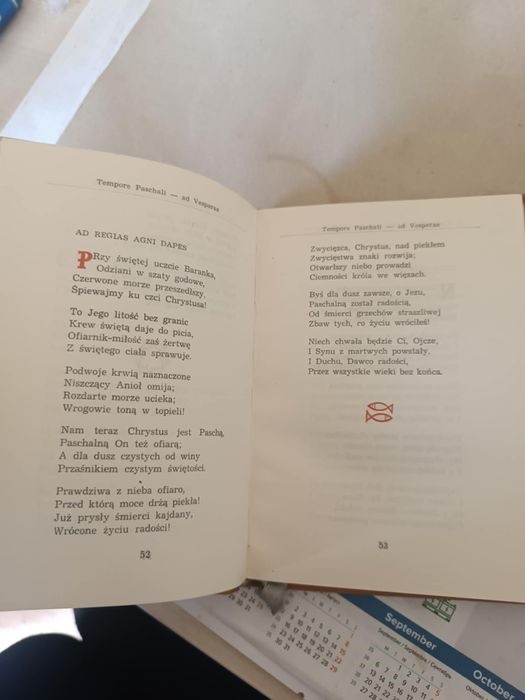 Tempore Paschali — ad Vesperas
AD REGIAS AGNI DAPES
PRzy świętej uczcie Baranka,
Odziani w szaty godowe,
Czerwone morze przeszedłszy,
Śpiewajmy ku czci Chrystusa!
To Jego litość bez granic
Krew świętą daje do picia,
Ofiarnik-miłość zaś żertwę
Z świętego ciała sprawuje.
Podwoje krwią naznaczone
Niszczący Anioł omija;
Rozdarte morze ucieka;
Wrogowie toną w topieli!
Nam teraz Chrystus jest Paschą,
Paschalną On też ofiarą;
A dla dusz czystych od winy
Przaśnikiem czystym świętości.
Prawdziwa z nieba ofiaro,
Przed którą moce drżą piekła!
Już prysły śmierci kajdany,
Wrócone życiu radości!
52
Tempore Paschali — ad Vesperas
Zwycięzca, Chrystus, nad piekłem
Zwycięstwa znaki rozwija;
Otwarłszy niebo prowadzi
Ciemności króla we więzach.
Byś dla dusz zawsze, o Jezu,
Paschalną został radością,
Od śmierci grzechów straszliwej
Zbaw tych, co życiu wróciłeś!
Niech chwała będzie Ci, Ojcze,
I Synu z martwych powstały,
I Duchu, Dawco radości,
Przez wszystkie wieki bez końca.
53
September
October